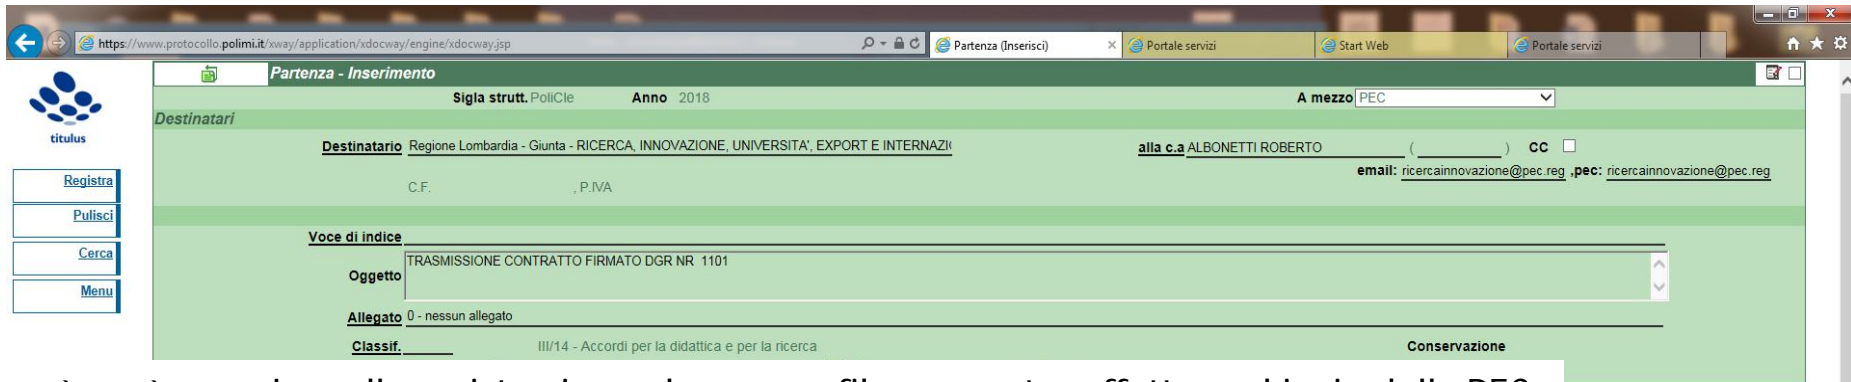 https://www.protocollo.polimi.it/xway/application/xdocway/engine/xdocway.jsp
Partenza (Inserisci)
Portale servizi
Start Web
Portale servizi
titulus
Registra
Pulisci
Cerca
Menu
Partenza - Inserimento
Sigla strutt. PoliCle Anno 2018 A mezzo PEC
Destinatari
Destinatario Regione Lombardia - Giunta - RICERCA, INNOVAZIONE, UNIVERSITA', EXPORT E INTERNAZI alla c.a ALBONETTI ROBERTO ( ) CC
email: ricercainnovazione@pec.reg ,pec: ricercainnovazione@pec.reg
C.F. , P.IVA
Voce di indice
Oggetto TRASMISSIONE CONTRATTO FIRMATO DGR NR 1101
Allegato 0 - nessun allegato
Classif. III/14 - Accordi per la didattica e per la ricerca Conservazione